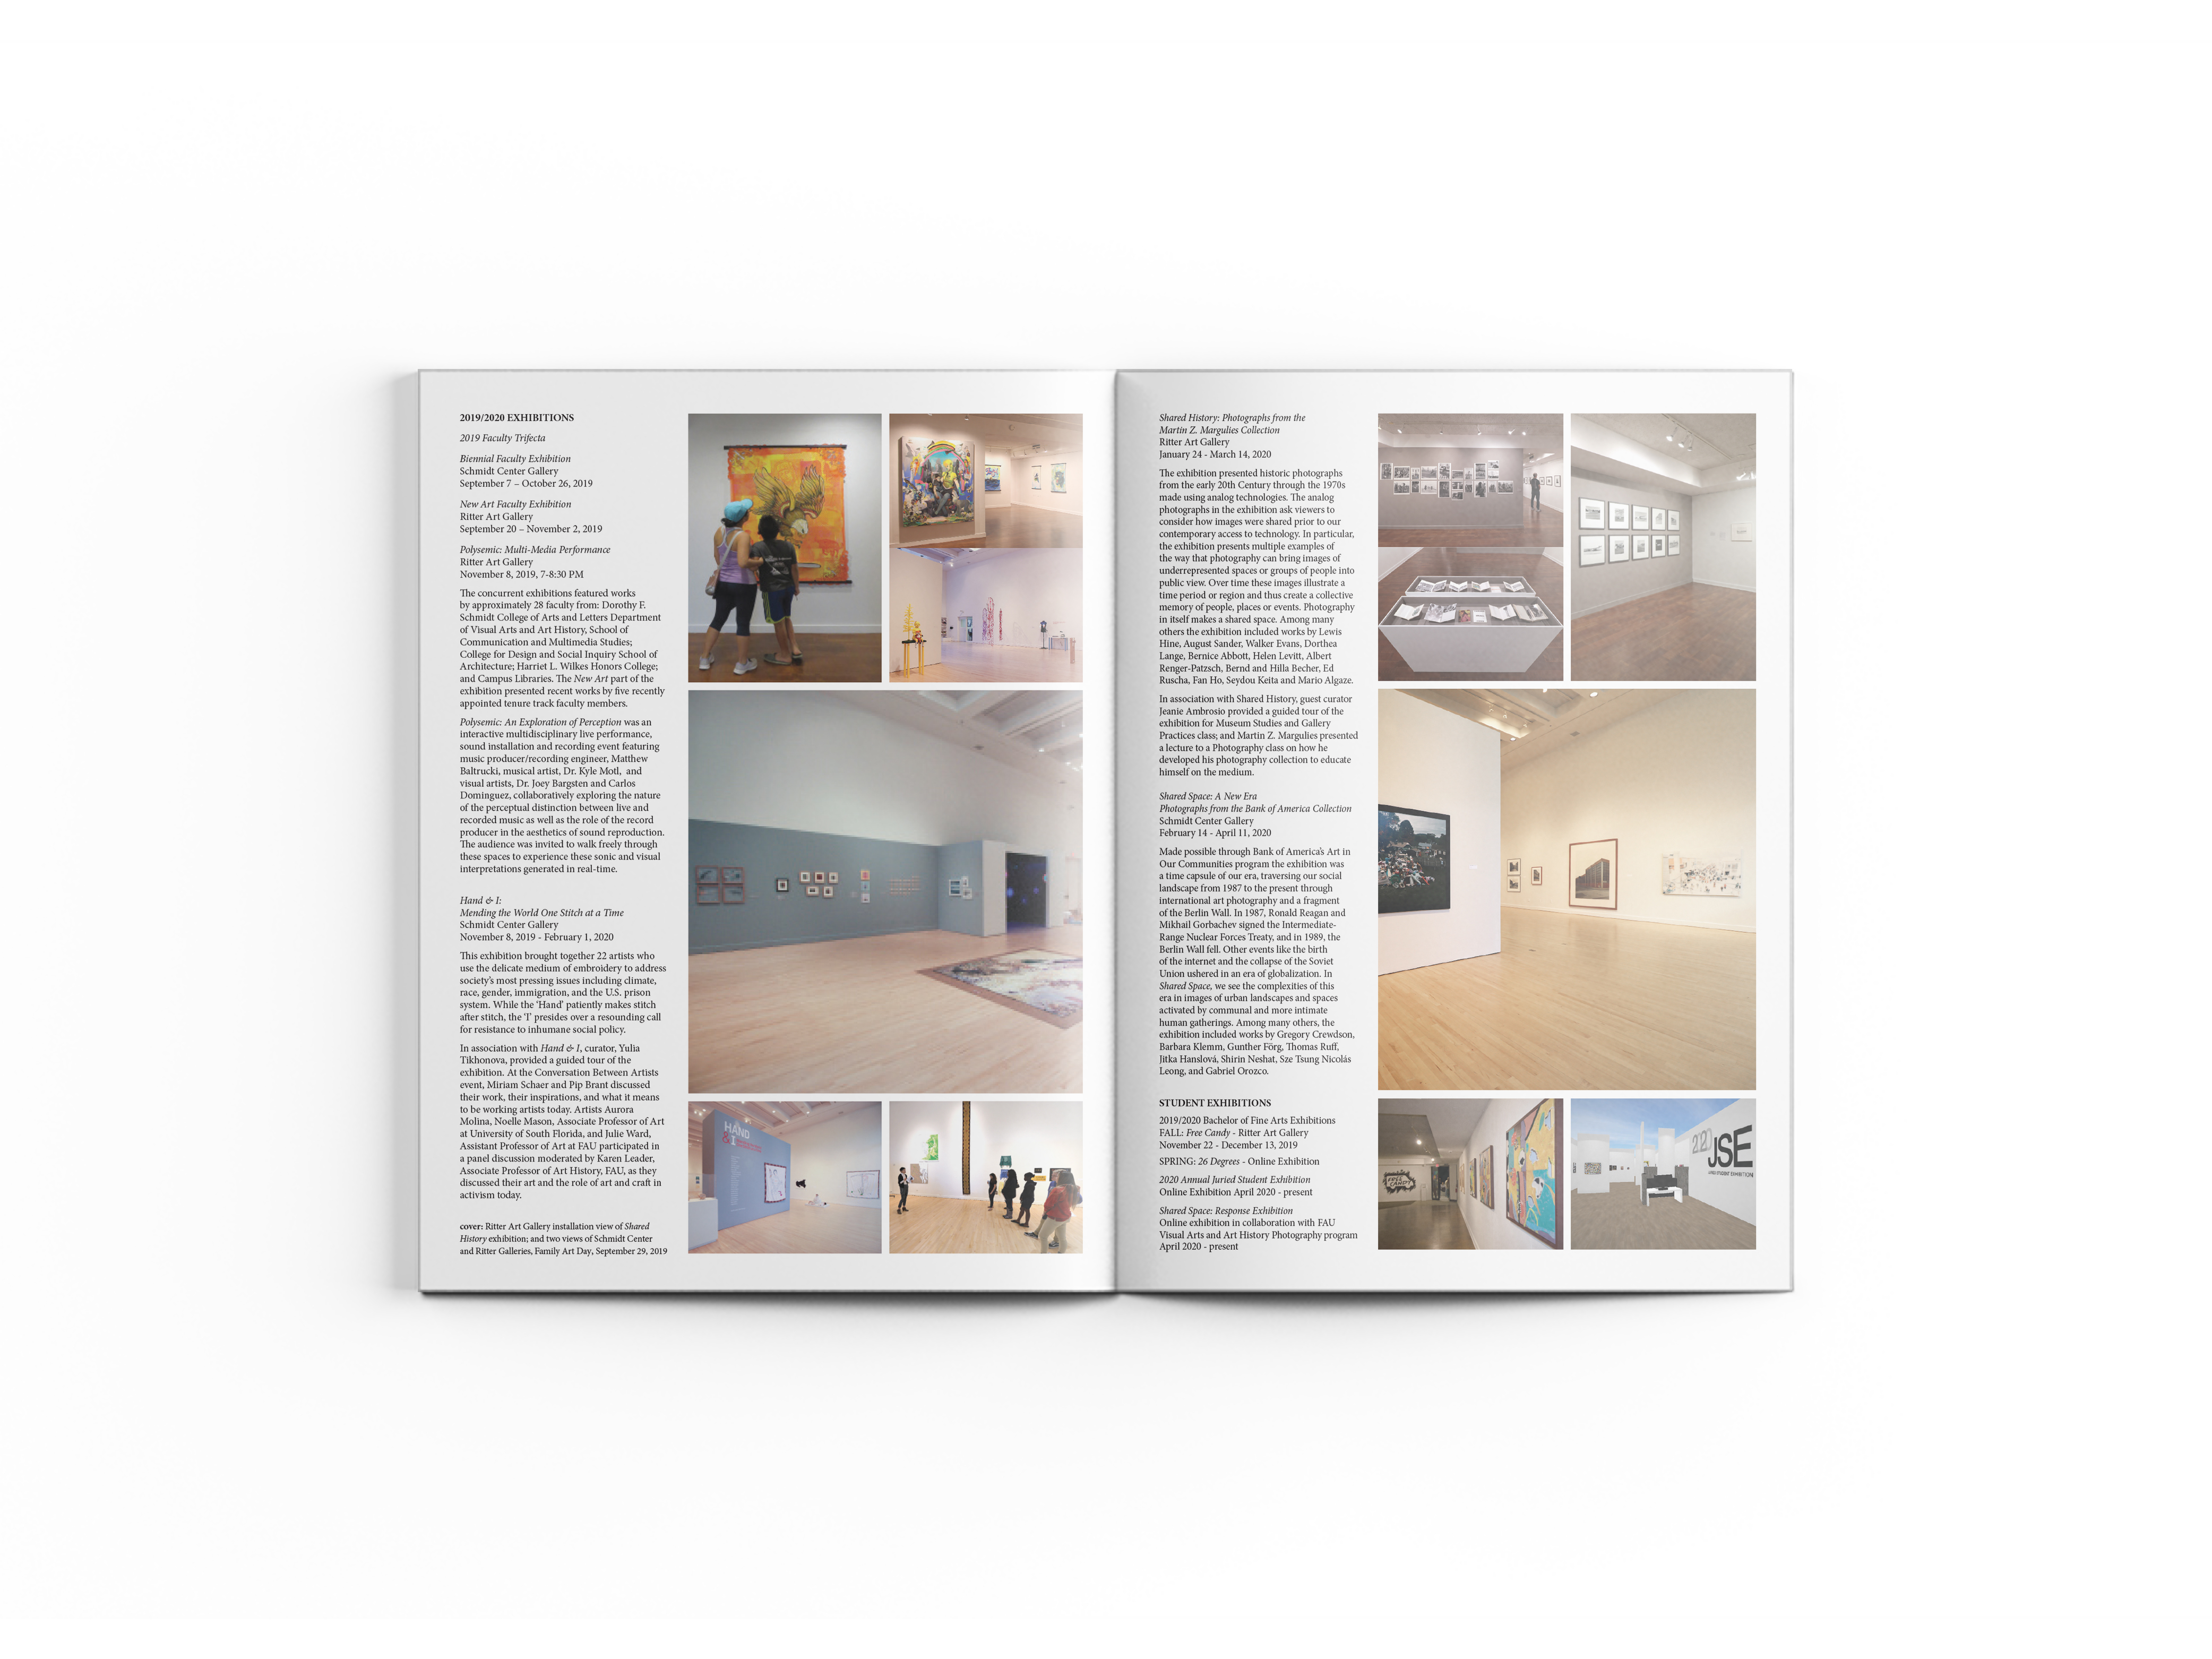 2019/2020 EXHIBITIONS
2019 Faculty Trifecta
Biennial Faculty Exhibition
Schmidt Center Gallery
September 7 – October 26, 2019
New Art Faculty Exhibition
Ritter Art Gallery
September 20 – November 2, 2019
Polysemic: Multi-Media Performance
Ritter Art Gallery
November 8, 2019, 7-8:30 PM
The concurrent exhibitions featured works
by approximately 28 faculty from: Dorothy F.
Schmidt College of Arts and Letters Department
of Visual Arts and Art History, School of
Communication and Multimedia Studies;
College for Design and Social Inquiry School of
Architecture; Harriet L. Wilkes Honors College;
and Campus Libraries. The New Art part of the
exhibition presented recent works by five recently
appointed tenure track faculty members.
Polysemic: An Exploration of Perception was an
interactive multidisciplinary live performance,
sound installation and recording event featuring
music producer/recording engineer, Matthew
Baltrucki, musical artist, Dr. Kyle Motl, and
visual artists, Dr. Joey Bargsten and Carlos
Dominguez, collaboratively exploring the nature
of the perceptual distinction between live and
recorded music as well as the role of the record
producer in the aesthetics of sound reproduction.
The audience was invited to walk freely through
these spaces to experience these sonic and visual
interpretations generated in real-time.
Hand & I:
Mending the World One Stitch at a Time
Schmidt Center Gallery
November 8, 2019 - February 1, 2020
This exhibition brought together 22 artists who
use the delicate medium of embroidery to address
society's most pressing issues including climate,
race, gender, immigration, and the U.S. prison
system. While the 'Hand' patiently makes stitch
after stitch, the 'I' presides over a resounding call
for resistance to inhumane social policy.
In association with Hand & I, curator, Yulia
Tikhonova, provided a guided tour of the
exhibition. At the Conversation Between Artists
event, Miriam Schaer and Pip Brant discussed
their work, their inspirations, and what it means
to be working artists today. Artists Aurora
Molina, Noelle Mason, Associate Professor of Art
at University of South Florida, and Julie Ward,
Assistant Professor of Art at FAU participated in
a panel discussion moderated by Karen Leader,
Associate Professor of Art History, FAU, as they
discussed their art and the role of art and craft in
activism today.
cover: Ritter Art Gallery installation view of Shared
History exhibition; and two views of Schmidt Center
and Ritter Galleries, Family Art Day, September 29, 2019
HAND
& I
Shared History: Photographs from the
Martin Z. Margulies Collection
Ritter Art Gallery
January 24 - March 14, 2020
The exhibition presented historic photographs
from the early 20th Century through the 1970s
made using analog technologies. The analog
photographs in the exhibition ask viewers to
consider how images were shared prior to our
contemporary access to technology. In particular,
the exhibition presents multiple examples of
the way that photography can bring images of
underrepresented spaces or groups of people into
public view. Over time these images illustrate a
time period or region and thus create a collective
memory of people, places or events. Photography
in itself makes a shared space. Among many
others the exhibition included works by Lewis
Hine, August Sander, Walker Evans, Dorthea
Lange, Bernice Abbott, Helen Levitt, Albert
Renger-Patzsch, Bernd and Hilla Becher, Ed
Ruscha, Fan Ho, Seydou Keita and Mario Algaze.
In association with Shared History, guest curator
Jeanie Ambrosio provided a guided tour of the
exhibition for Museum Studies and Gallery
Practices class; and Martin Z. Margulies presented
a lecture to a Photography class on how he
developed his photography collection to educate
himself on the medium.
Shared Space: A New Era
Photographs from the Bank of America Collection
Schmidt Center Gallery
February 14 - April 11, 2020
Made possible through Bank of America's Art in
Our Communities program the exhibition was
a time capsule of our era, traversing our social
landscape from 1987 to the present through
international art photography and a fragment
of the Berlin Wall. In 1987, Ronald Reagan and
Mikhail Gorbachev signed the Intermediate-
Range Nuclear Forces Treaty, and in 1989, the
Berlin Wall fell. Other events like the birth
of the internet and the collapse of the Soviet
Union ushered in an era of globalization. In
Shared Space, we see the complexities of this
era in images of urban landscapes and spaces
activated by communal and more intimate
human gatherings. Among many others, the
exhibition included works by Gregory Crewdson,
Barbara Klemm, Gunther Förg, Thomas Ruff,
Jitka Hanslová, Shirin Neshat, Sze Tsung Nicolás
Leong, and Gabriel Orozco.
STUDENT EXHIBITIONS
2019/2020 Bachelor of Fine Arts Exhibitions
FALL: Free Candy - Ritter Art Gallery
November 22 - December 13, 2019
SPRING: 26 Degrees - Online Exhibition
2020 Annual Juried Student Exhibition
Online Exhibition April 2020 - present
Shared Space: Response Exhibition
Online exhibition in collaboration with FAU
Visual Arts and Art History Photography program
April 2020 - present
FREE
CANDY
2020
JSE